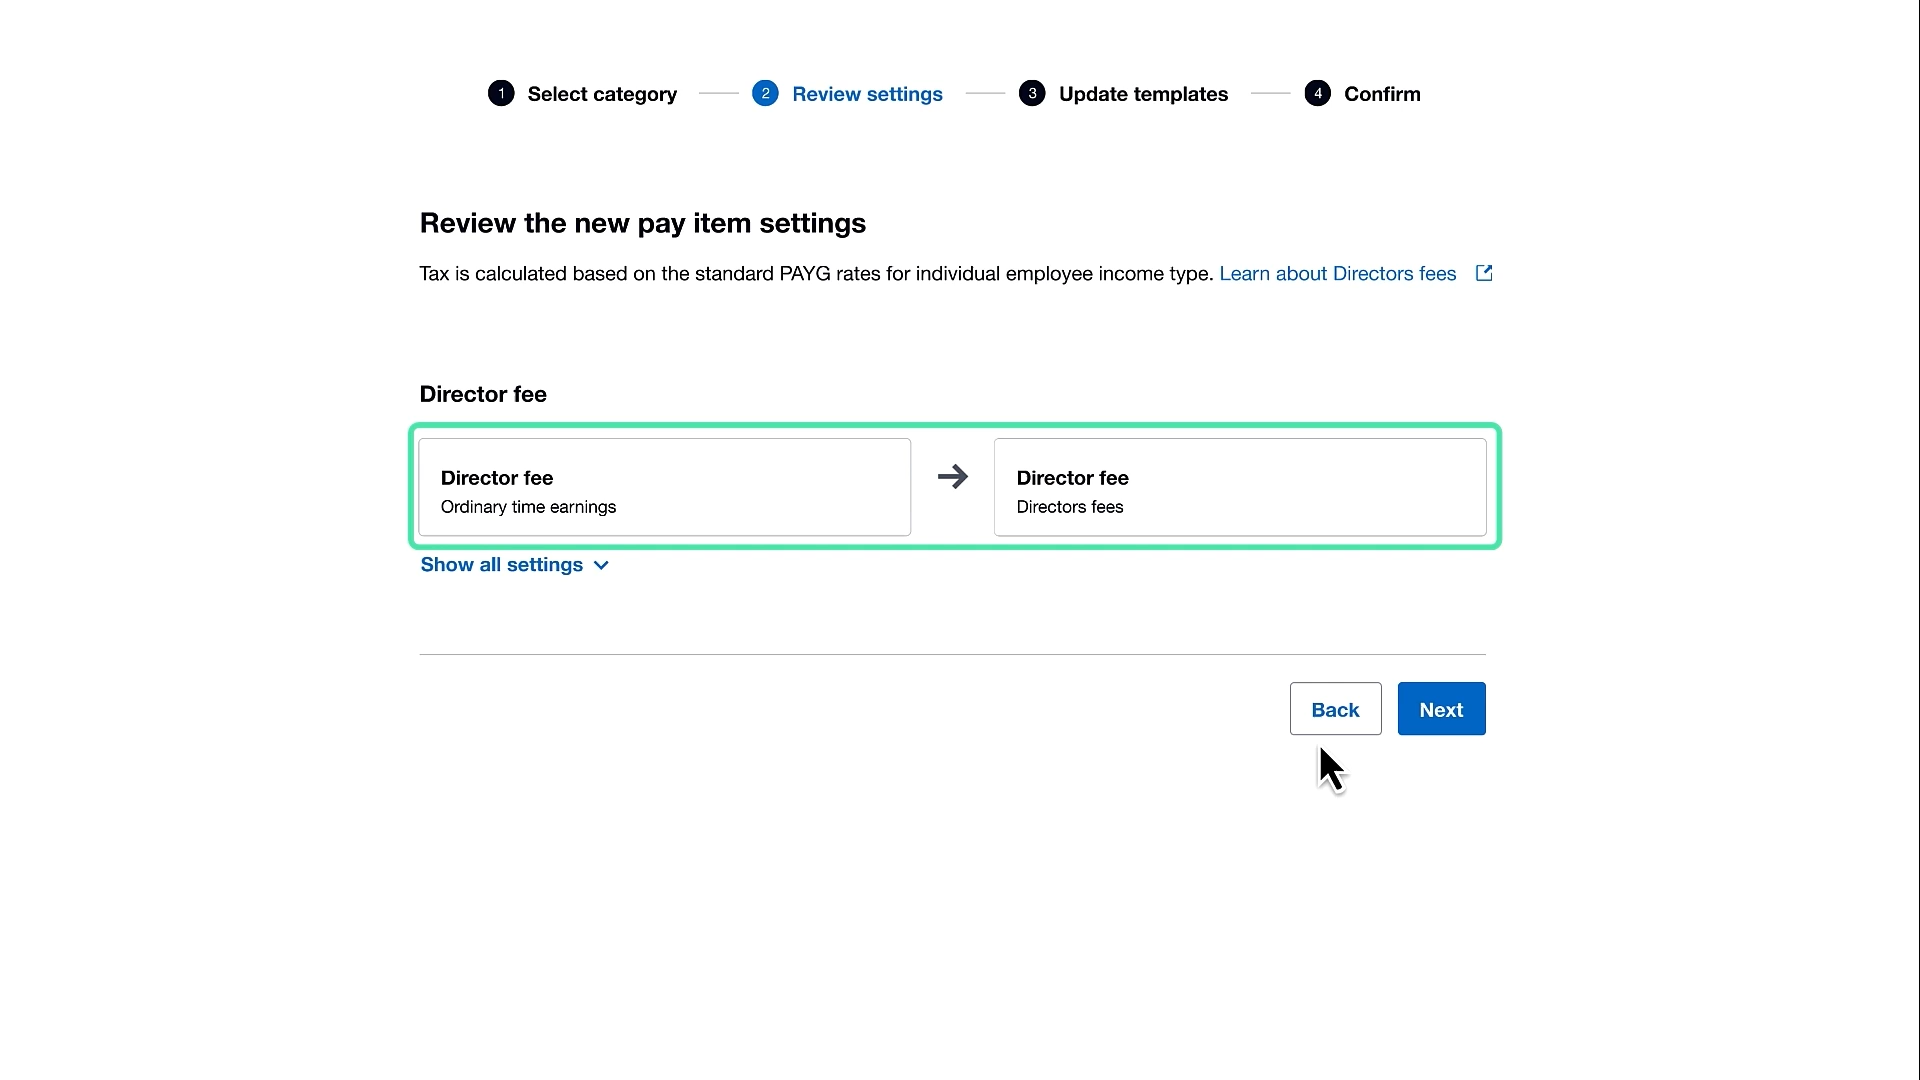 1 Select category 2 Review settings 3 Update templates 4 Confirm
Review the new pay item settings
Tax is calculated based on the standard PAYG rates for individual employee income type. Learn about Directors fees
Director fee
Director fee
Ordinary time earnings
Director fee
Directors fees
Show all settings
Back Next